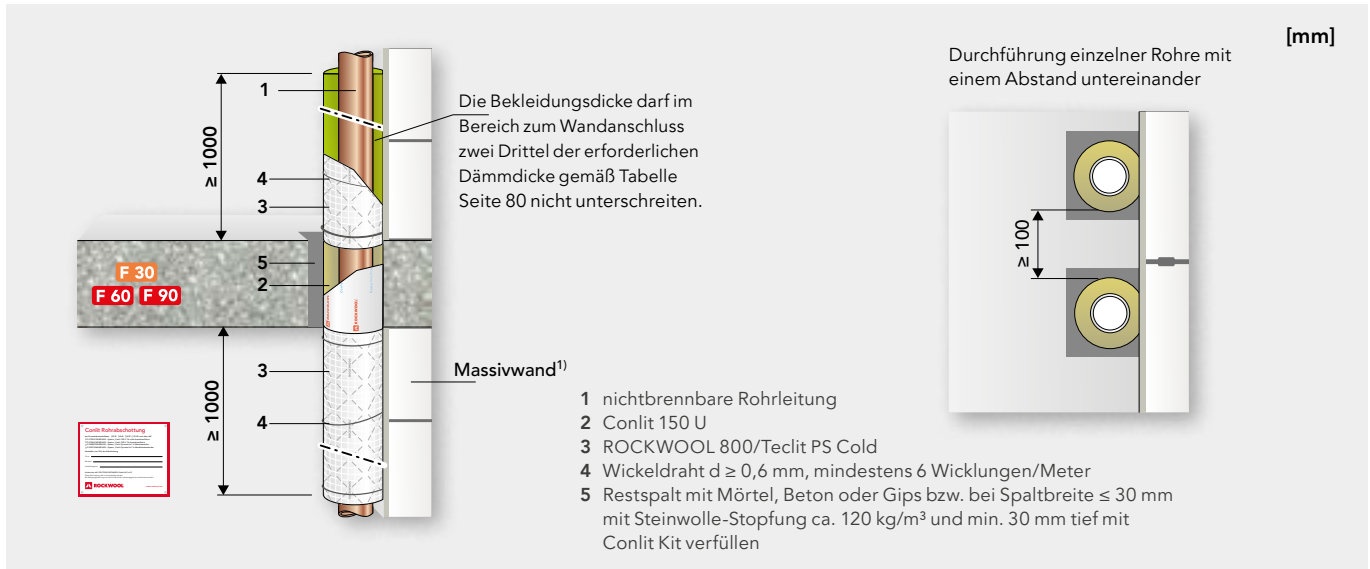 [mm]
Durchführung einzelner Rohre mit
einem Abstand untereinander
≥ 100
≥ 1000
1
4
3
5
2
3
4
≥ 1000
F 30
F 60 F 90
Die Bekleidungsdicke darf im
Bereich zum Wandanschluss
zwei Drittel der erforderlichen
Dämmdicke gemäß Tabelle
Seite 80 nicht unterschreiten.
Massivwand¹⁾
ROCKWOOL
Conlit Rohrabschottung
ROCKWOOL
1 nichtbrennbare Rohrleitung
2 Conlit 150 U
3 ROCKWOOL 800/Teclit PS Cold
4 Wickeldraht d ≥ 0,6 mm, mindestens 6 Wicklungen/Meter
5 Restspalt mit Mörtel, Beton oder Gips bzw. bei Spaltbreite ≤ 30 mm
mit Steinwolle-Stopfung ca. 120 kg/m³ und min. 30 mm tief mit
Conlit Kit verfüllen